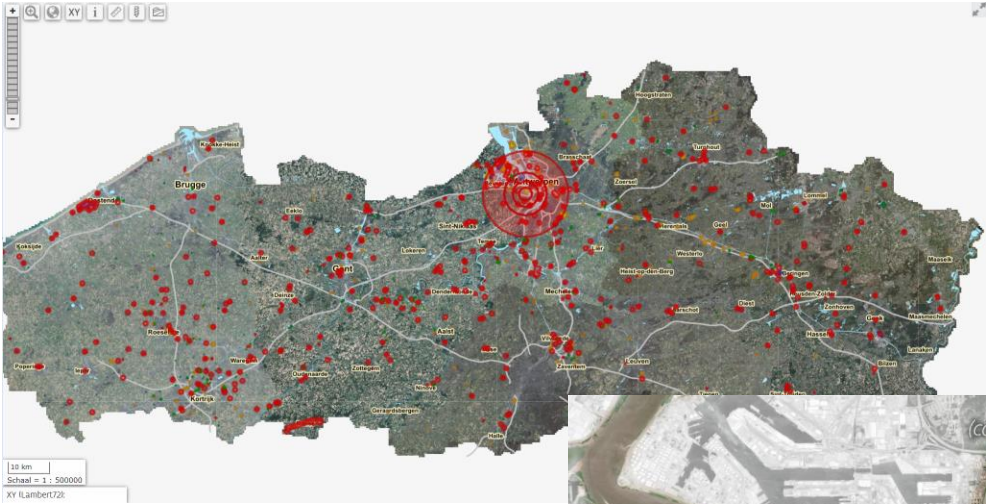 +
XY i
-
Hoogstraten
Knokke-Heist
Brasschaat
Turnhout
Brugge
Zoersel
Oostende
Mol
Lommel
Eeklo
Sint-Niklaas
Herentals
Geel
Koksijde
Lokeren
Lier
Westerlo
Aalter
Maaseik
Gent
Heist-op-den-Berg
Beringen
Deinze
Heusden-Zolder
Zonhoven
Diest
Aarschot
Genk
Maasmechelen
Roeselare
Aalst
Hasselt
Lanaken
Waregem
Leuven
Bilzen
Poperinge
Ieper
Zottegem
Zaventem
Oudenaarde
Ninove
Kortrijk
Geraardsbergen
Halle
10 km
Schaal = 1 : 500000
XY (Lambert72):